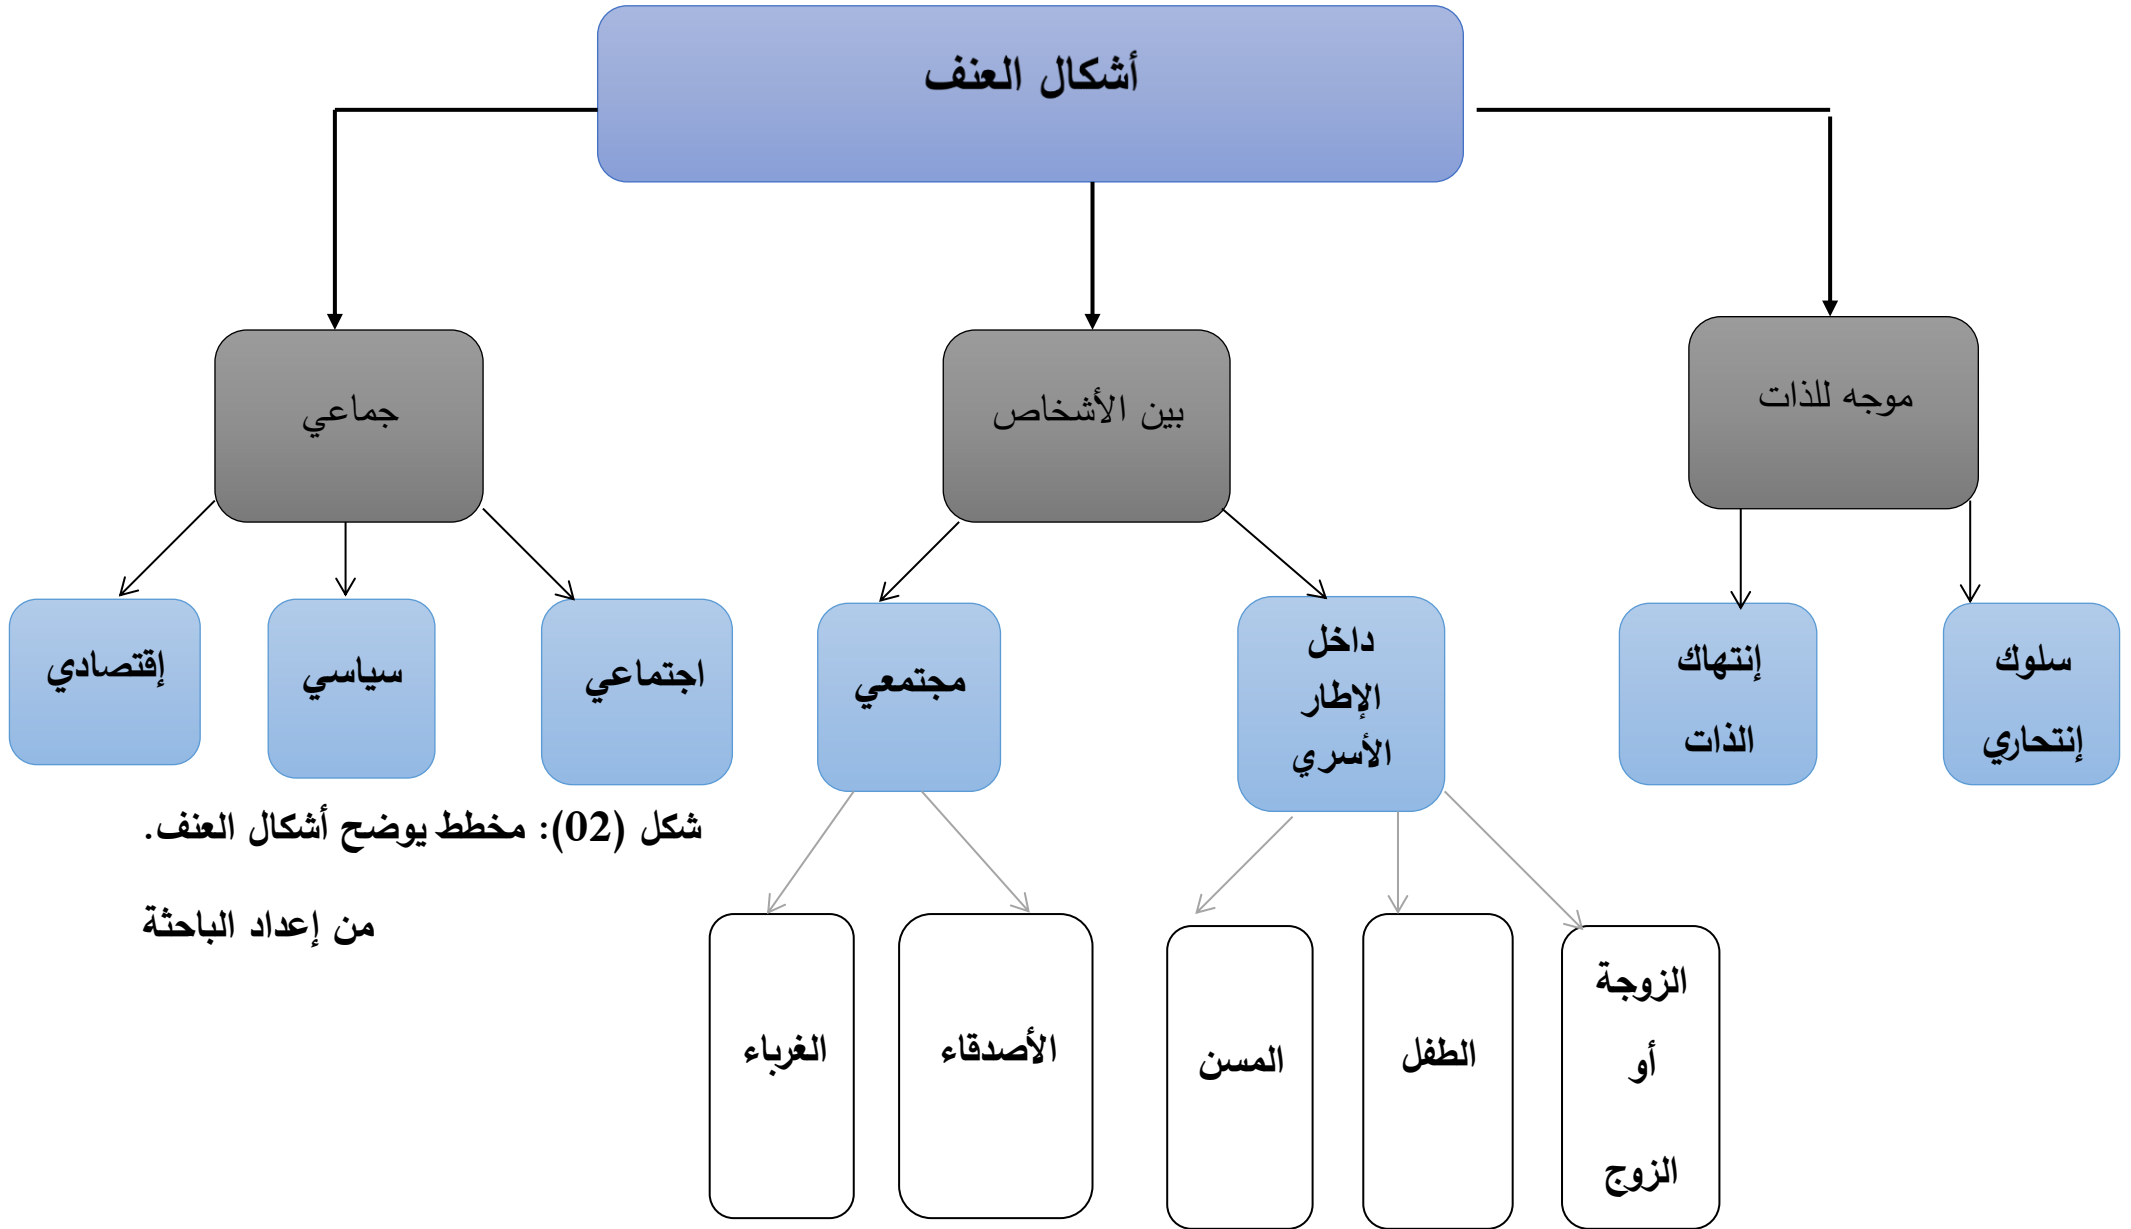 أشكال العنف
موجه للذات
بين الأشخاص
جماعي
سلوك
إنتحاري
إنتهاك
الذات
داخل
الإطار
الأسري
مجتمعي
اجتماعي
سياسي
إقتصادي
الزوجة
أو
الزوج
الطفل
المسن
الأصدقاء
الغرباء
شكل (02): مخطط يوضح أشكال العنف.
من إعداد الباحثة